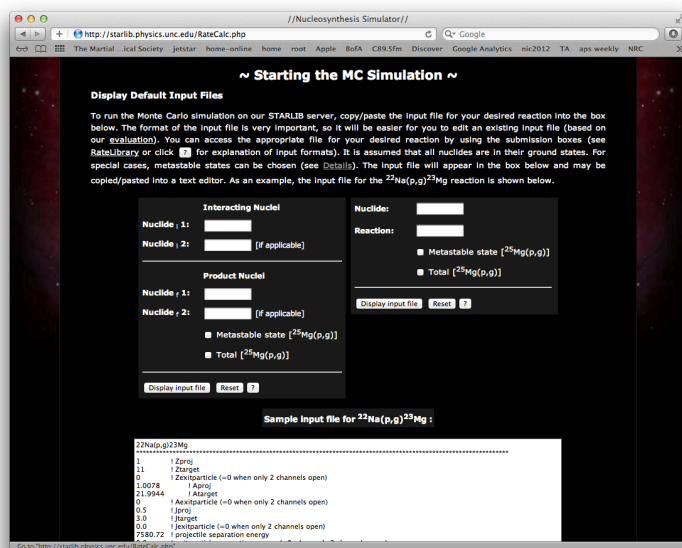 //Nucleosynthesis Simulator//
http://starlib.physics.unc.edu/RateCalc.php
Google
The Martial ...ical Society jetstar home-online home root Apple BofA C89.5fm Discover Google Analytics nic2012 TA aps weekly NRC
~ Starting the MC Simulation ~
Display Default Input Files
To run the Monte Carlo simulation on our STARLIB server, copy/paste the input file for your desired reaction into the box
below. The format of the input file is very important, so it will be easier for you to edit an existing input file (based on
our evaluation). You can access the appropriate file for your desired reaction by using the submission boxes (see
RateLibrary or click ? for explanation of input formats). It is assumed that all nuclides are in their ground states. For
special cases, metastable states can be chosen (see Details). The input file will appear in the box below and may be
copied/pasted into a text editor. As an example, the input file for the 22Na(p,g)23Mg reaction is shown below.
Interacting Nuclei
Nuclide i 1:
Nuclide i 2: [if applicable]
Product Nuclei
Nuclide f 1:
Nuclide f 2: [if applicable]
Metastable state [25Mg(p,g)]
Total [25Mg(p,g)]
Display input file Reset ?
Nuclide:
Reaction:
Metastable state [25Mg(p,g)]
Total [25Mg(p,g)]
Display input file Reset ?
Sample input file for 22Na(p,g)23Mg :
22Na(p,g)23Mg
1 ! Zproj
11 ! Ztarget
0 ! Zexitparticle (=0 when only 2 channels open)
1.0078 ! Aproj
21.9944 ! Atarget
0 ! Aexitparticle (=0 when only 2 channels open)
0.5 ! Jproj
3.0 ! Jtarget
0.0 ! Jexitparticle (=0 when only 2 channels open)
7580.72 ! projectile separation energy
Go to "http://starlib.physics.unc.edu/RateCalc.php"